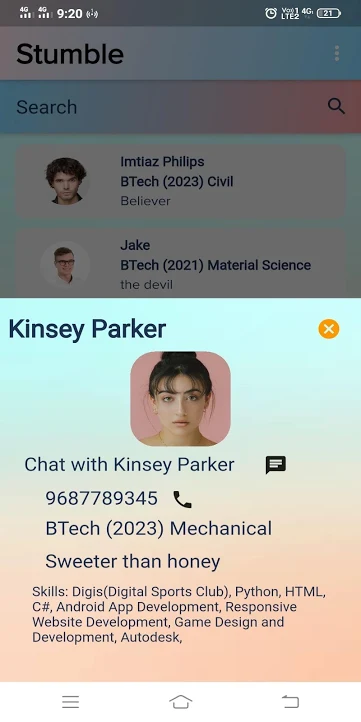 4G 4G 9:20
Vo) 1 4G
LTE2 21
Stumble
Search
Imtiaz Philips
BTech (2023) Civil
Believer
Jake
BTech (2021) Material Science
the devil
Kinsey Parker
Chat with Kinsey Parker
9687789345
BTech (2023) Mechanical
Sweeter than honey
Skills: Digis(Digital Sports Club), Python, HTML,
C#, Android App Development, Responsive
Website Development, Game Design and
Development, Autodesk,